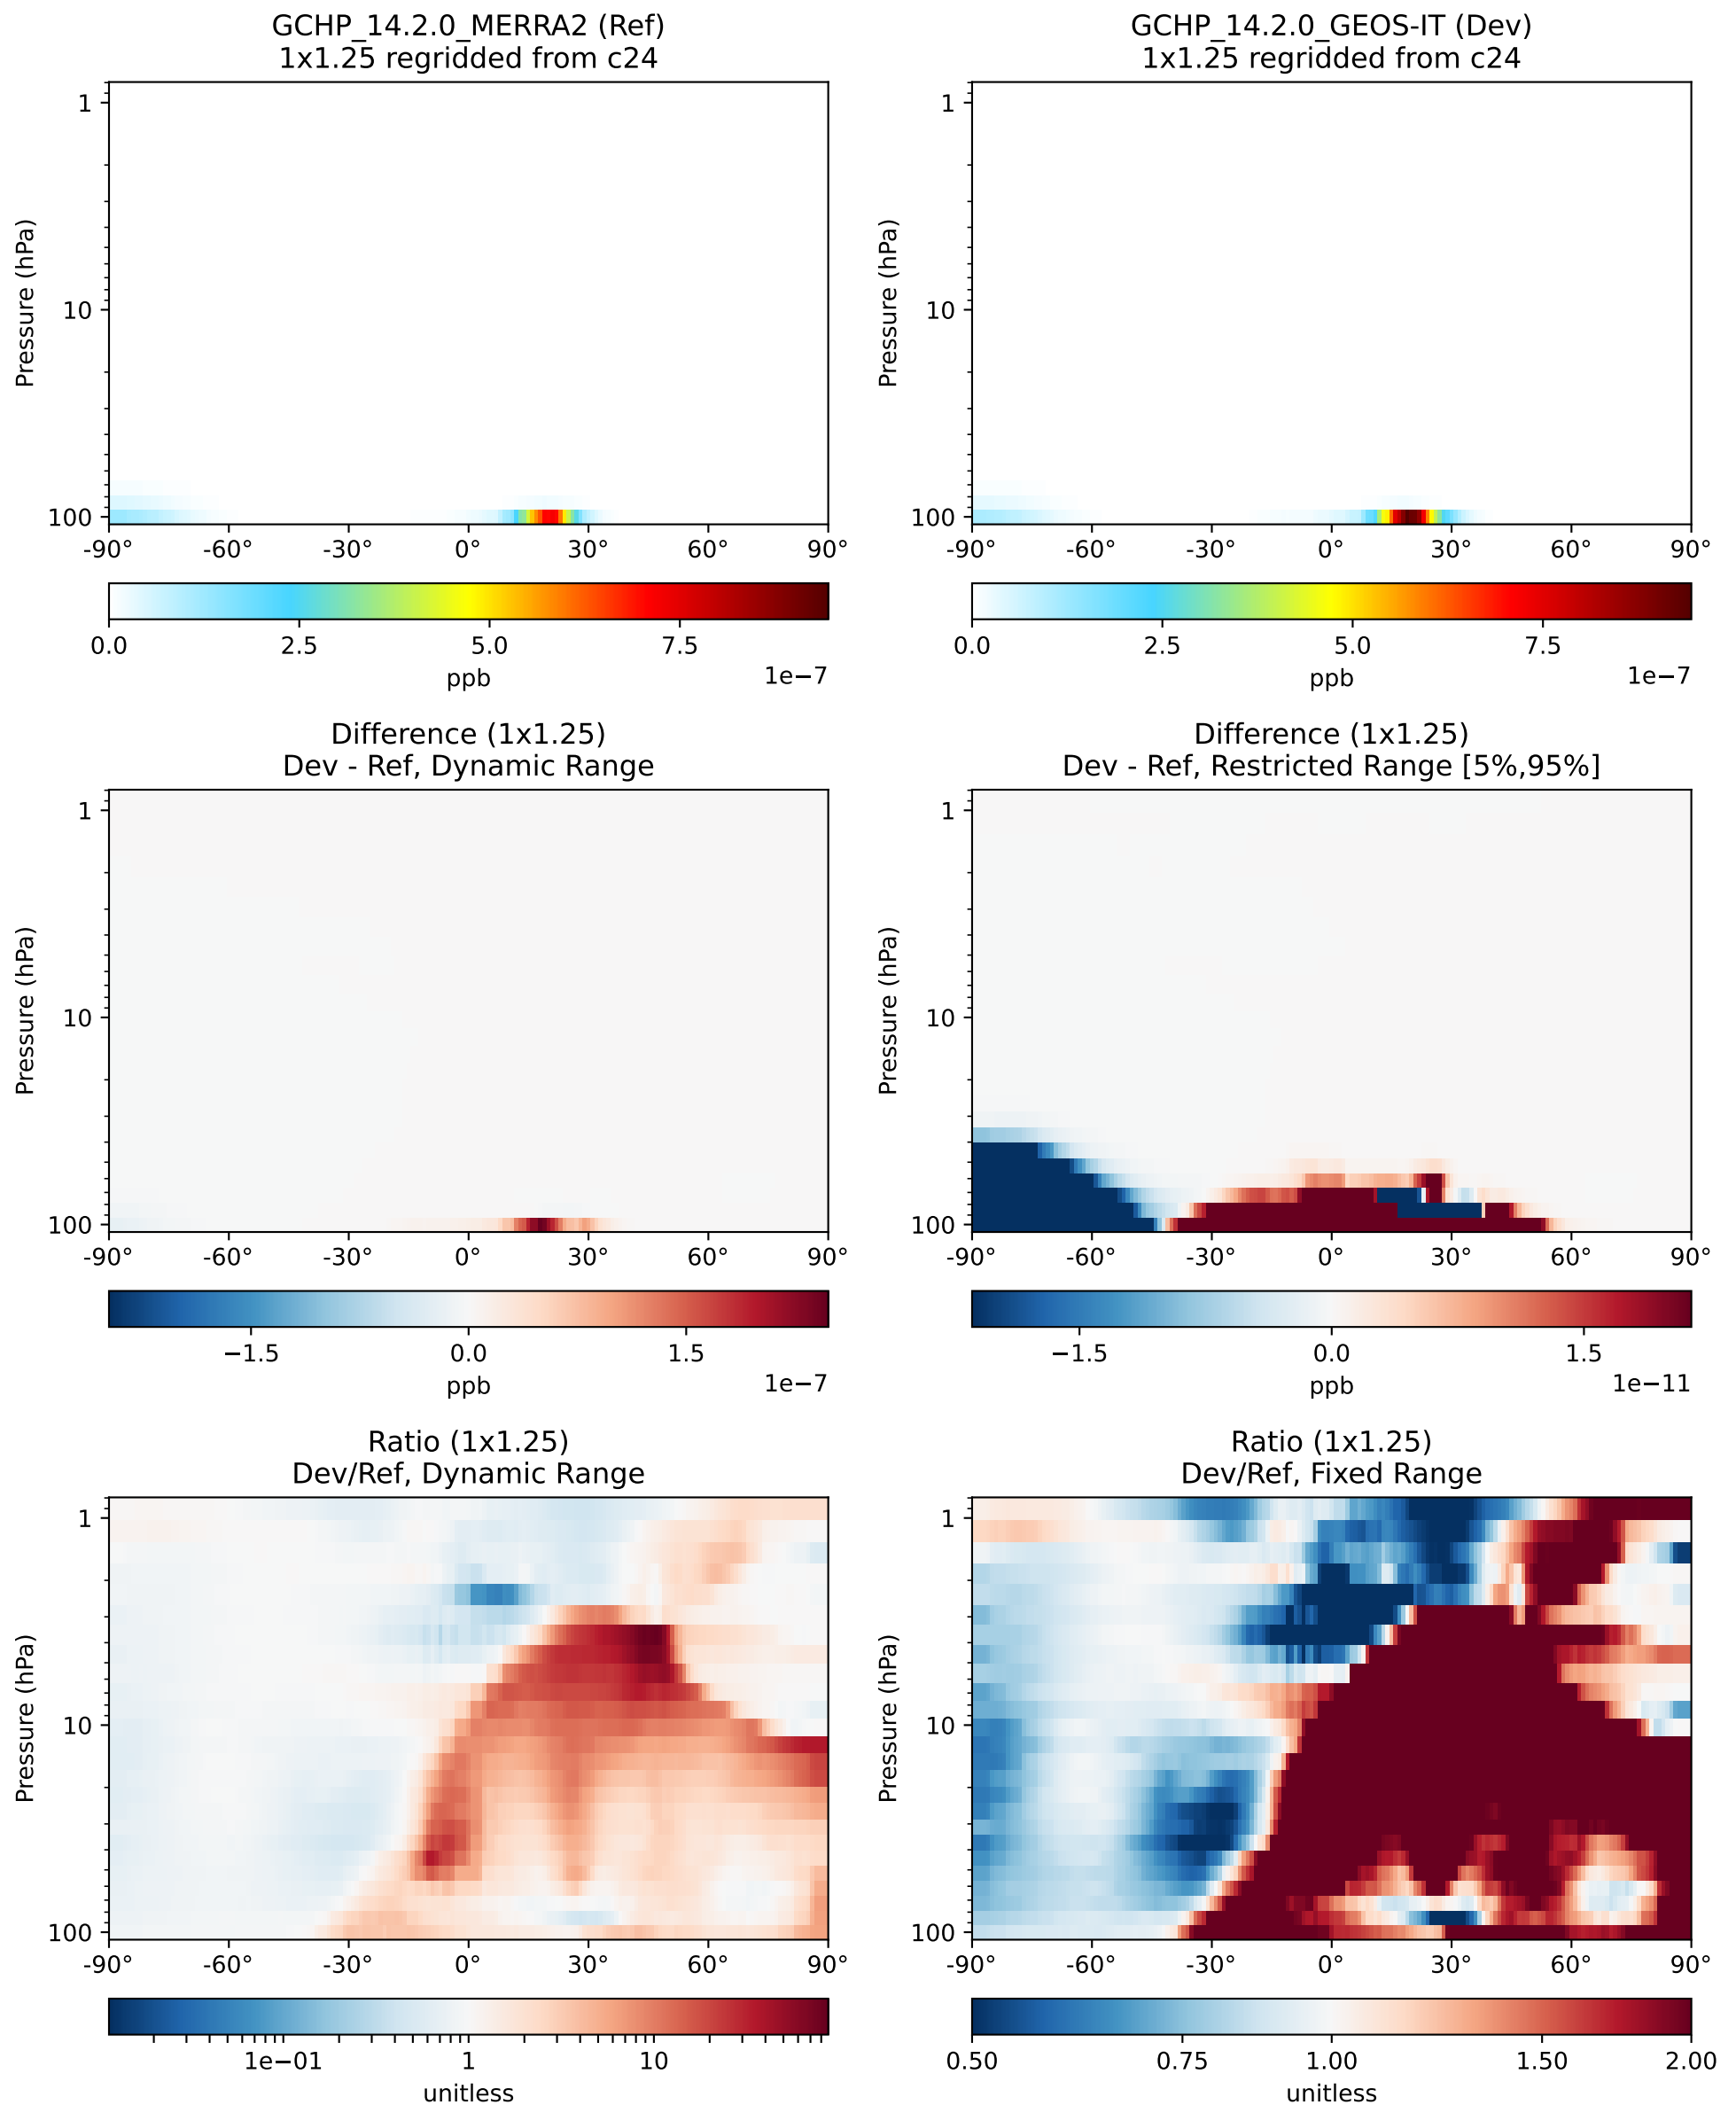 GCHP_14.2.0_MERRA2 (Ref)
1x1.25 regridded from c24
Pressure (hPa)
1
10
100
-90° -60° -30° 0° 30° 60° 90°
0.0 2.5 5.0 7.5
1e−7
ppb
GCHP_14.2.0_GEOS-IT (Dev)
1x1.25 regridded from c24
Pressure (hPa)
1
10
100
-90° -60° -30° 0° 30° 60° 90°
0.0 2.5 5.0 7.5
1e−7
ppb
Difference (1x1.25)
Dev - Ref, Dynamic Range
Pressure (hPa)
1
10
100
-90° -60° -30° 0° 30° 60° 90°
−1.5 0.0 1.5
1e−7
ppb
Difference (1x1.25)
Dev - Ref, Restricted Range [5%,95%]
Pressure (hPa)
1
10
100
-90° -60° -30° 0° 30° 60° 90°
−1.5 0.0 1.5
1e−11
ppb
Ratio (1x1.25)
Dev/Ref, Dynamic Range
Pressure (hPa)
1
10
100
-90° -60° -30° 0° 30° 60° 90°
1e−01 1 10
unitless
Ratio (1x1.25)
Dev/Ref, Fixed Range
Pressure (hPa)
1
10
100
-90° -60° -30° 0° 30° 60° 90°
0.50 0.75 1.00 1.50 2.00
unitless